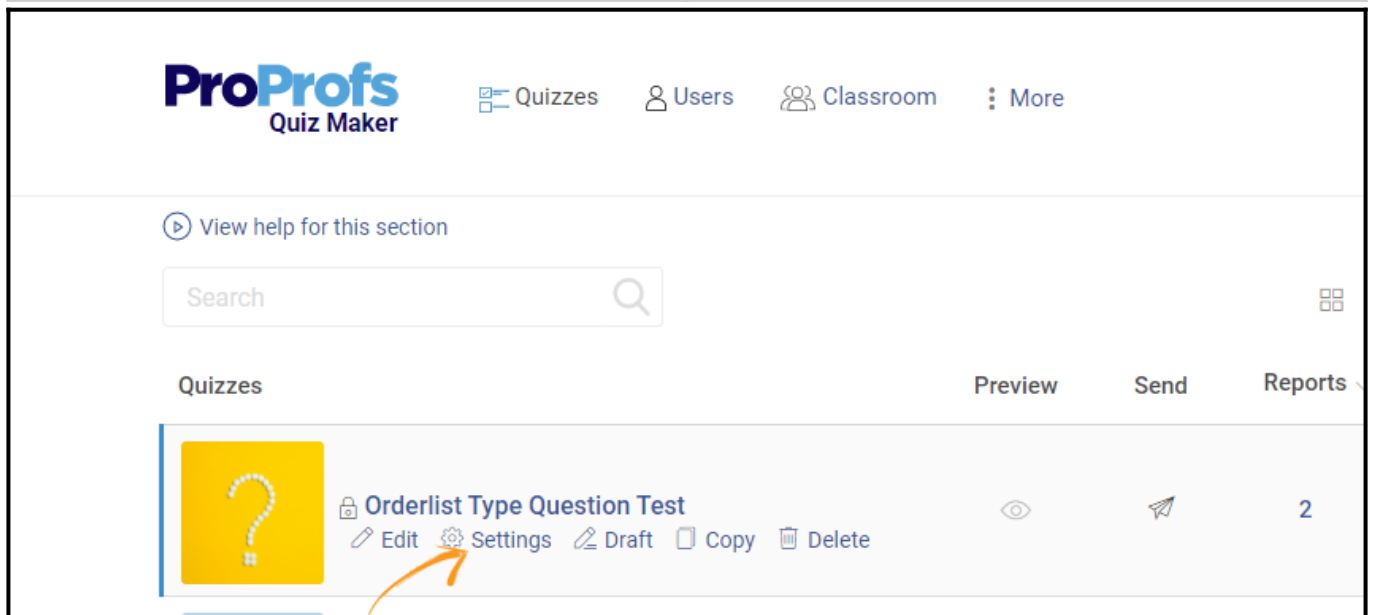 ProProfs
Quiz Maker
Quizzes Users Classroom More
View help for this section
Search
Quizzes Preview Send Reports
Orderlist Type Question Test 2
Edit Settings Draft Copy Delete